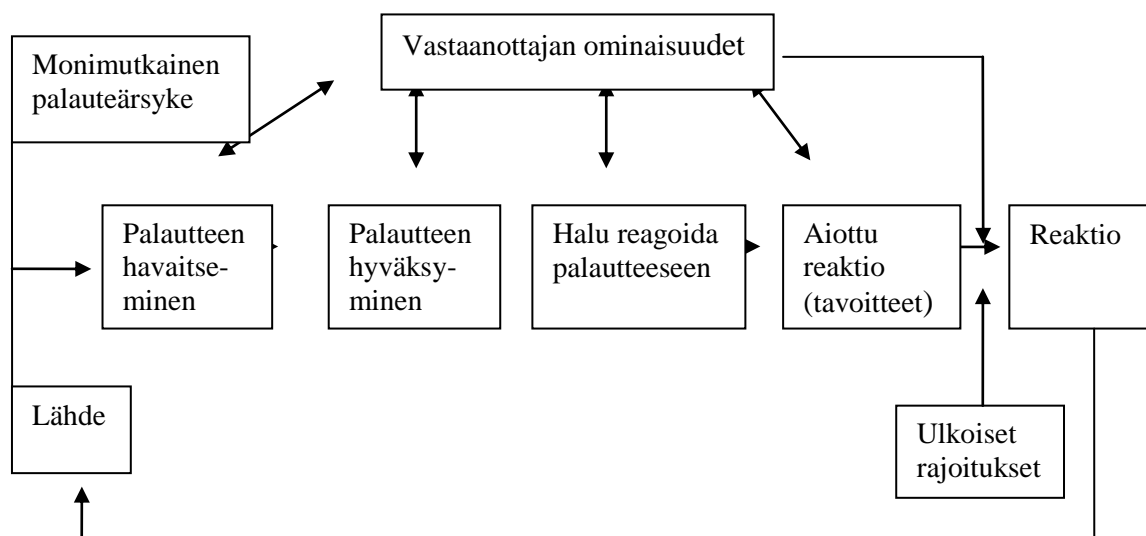 Monimutkainen
palauteärsyke
Vastaanottajan ominaisuudet
Palautteen
havaitse-
minen
Palautteen
hyväksy-
minen
Halu reagoida
palautteeseen
Aiottu
reaktio
(tavoitteet)
Reaktio
Lähde
Ulkoiset
rajoitukset